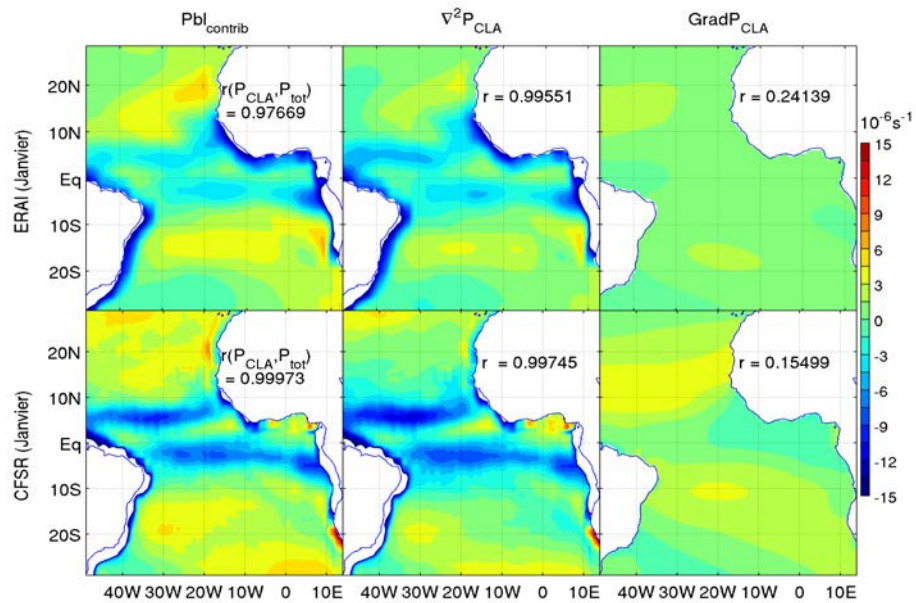 Pbl_contrib
∇²P_CLA
GradP_CLA
20N
10N
Eq
10S
20S
ERAI (Janvier)
r(P_CLA,P_tot)
= 0.97669
r = 0.99551
r = 0.24139
10⁻⁶s⁻¹
15
12
9
6
3
0
-3
-6
-9
-12
-15
20N
10N
Eq
10S
20S
CFSR (Janvier)
r(P_CLA,P_tot)
= 0.99973
r = 0.99745
r = 0.15499
40W 30W 20W 10W 0 10E
40W 30W 20W 10W 0 10E
40W 30W 20W 10W 0 10E